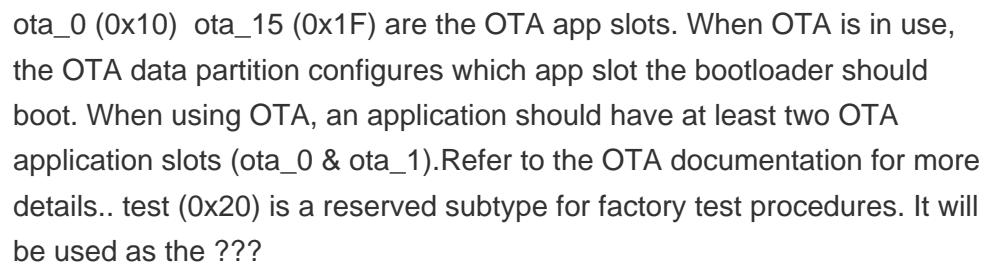 ota_0 (0x10)  ota_15 (0x1F) are the OTA app slots. When OTA is in use,
the OTA data partition configures which app slot the bootloader should
boot. When using OTA, an application should have at least two OTA
application slots (ota_0 & ota_1).Refer to the OTA documentation for more
details.. test (0x20) is a reserved subtype for factory test procedures. It will
be used as the ???